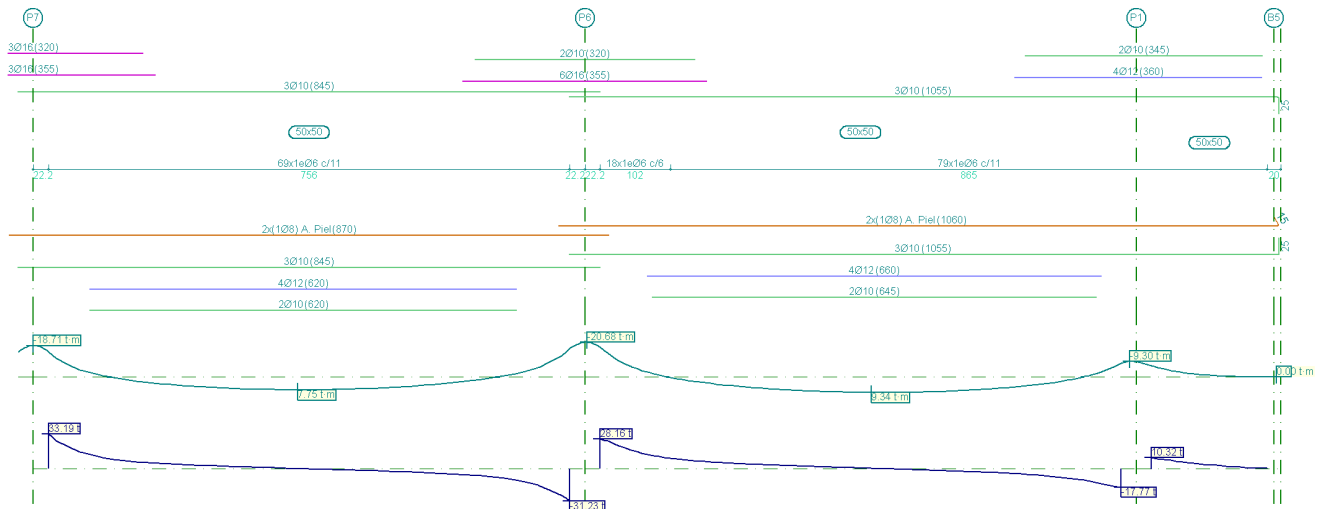 P7 P6 P1 B5
3Ø16(320)
2Ø10(320)
2Ø10(345)
3Ø16(355)
6Ø16(355)
4Ø12(360)
3Ø10(845)
3Ø10(1055)
25
50x50
50x50
50x50
69x1eØ6 c/11
18x1eØ6 c/6
79x1eØ6 c/11
22.2
756
22.2
22.2
102
865
20
2x(1Ø8) A. Piel(1060)
2x(1Ø8) A. Piel(870)
3Ø10(1055)
25
3Ø10(845)
4Ø12(660)
4Ø12(620)
2Ø10(645)
2Ø10(620)
-18.71 t·m
-20.68 t·m
-9.30 t·m
0.00 t·m
7.75 t·m
9.34 t·m
33.19 t
28.16 t
10.32 t
-17.77 t
-31.23 t